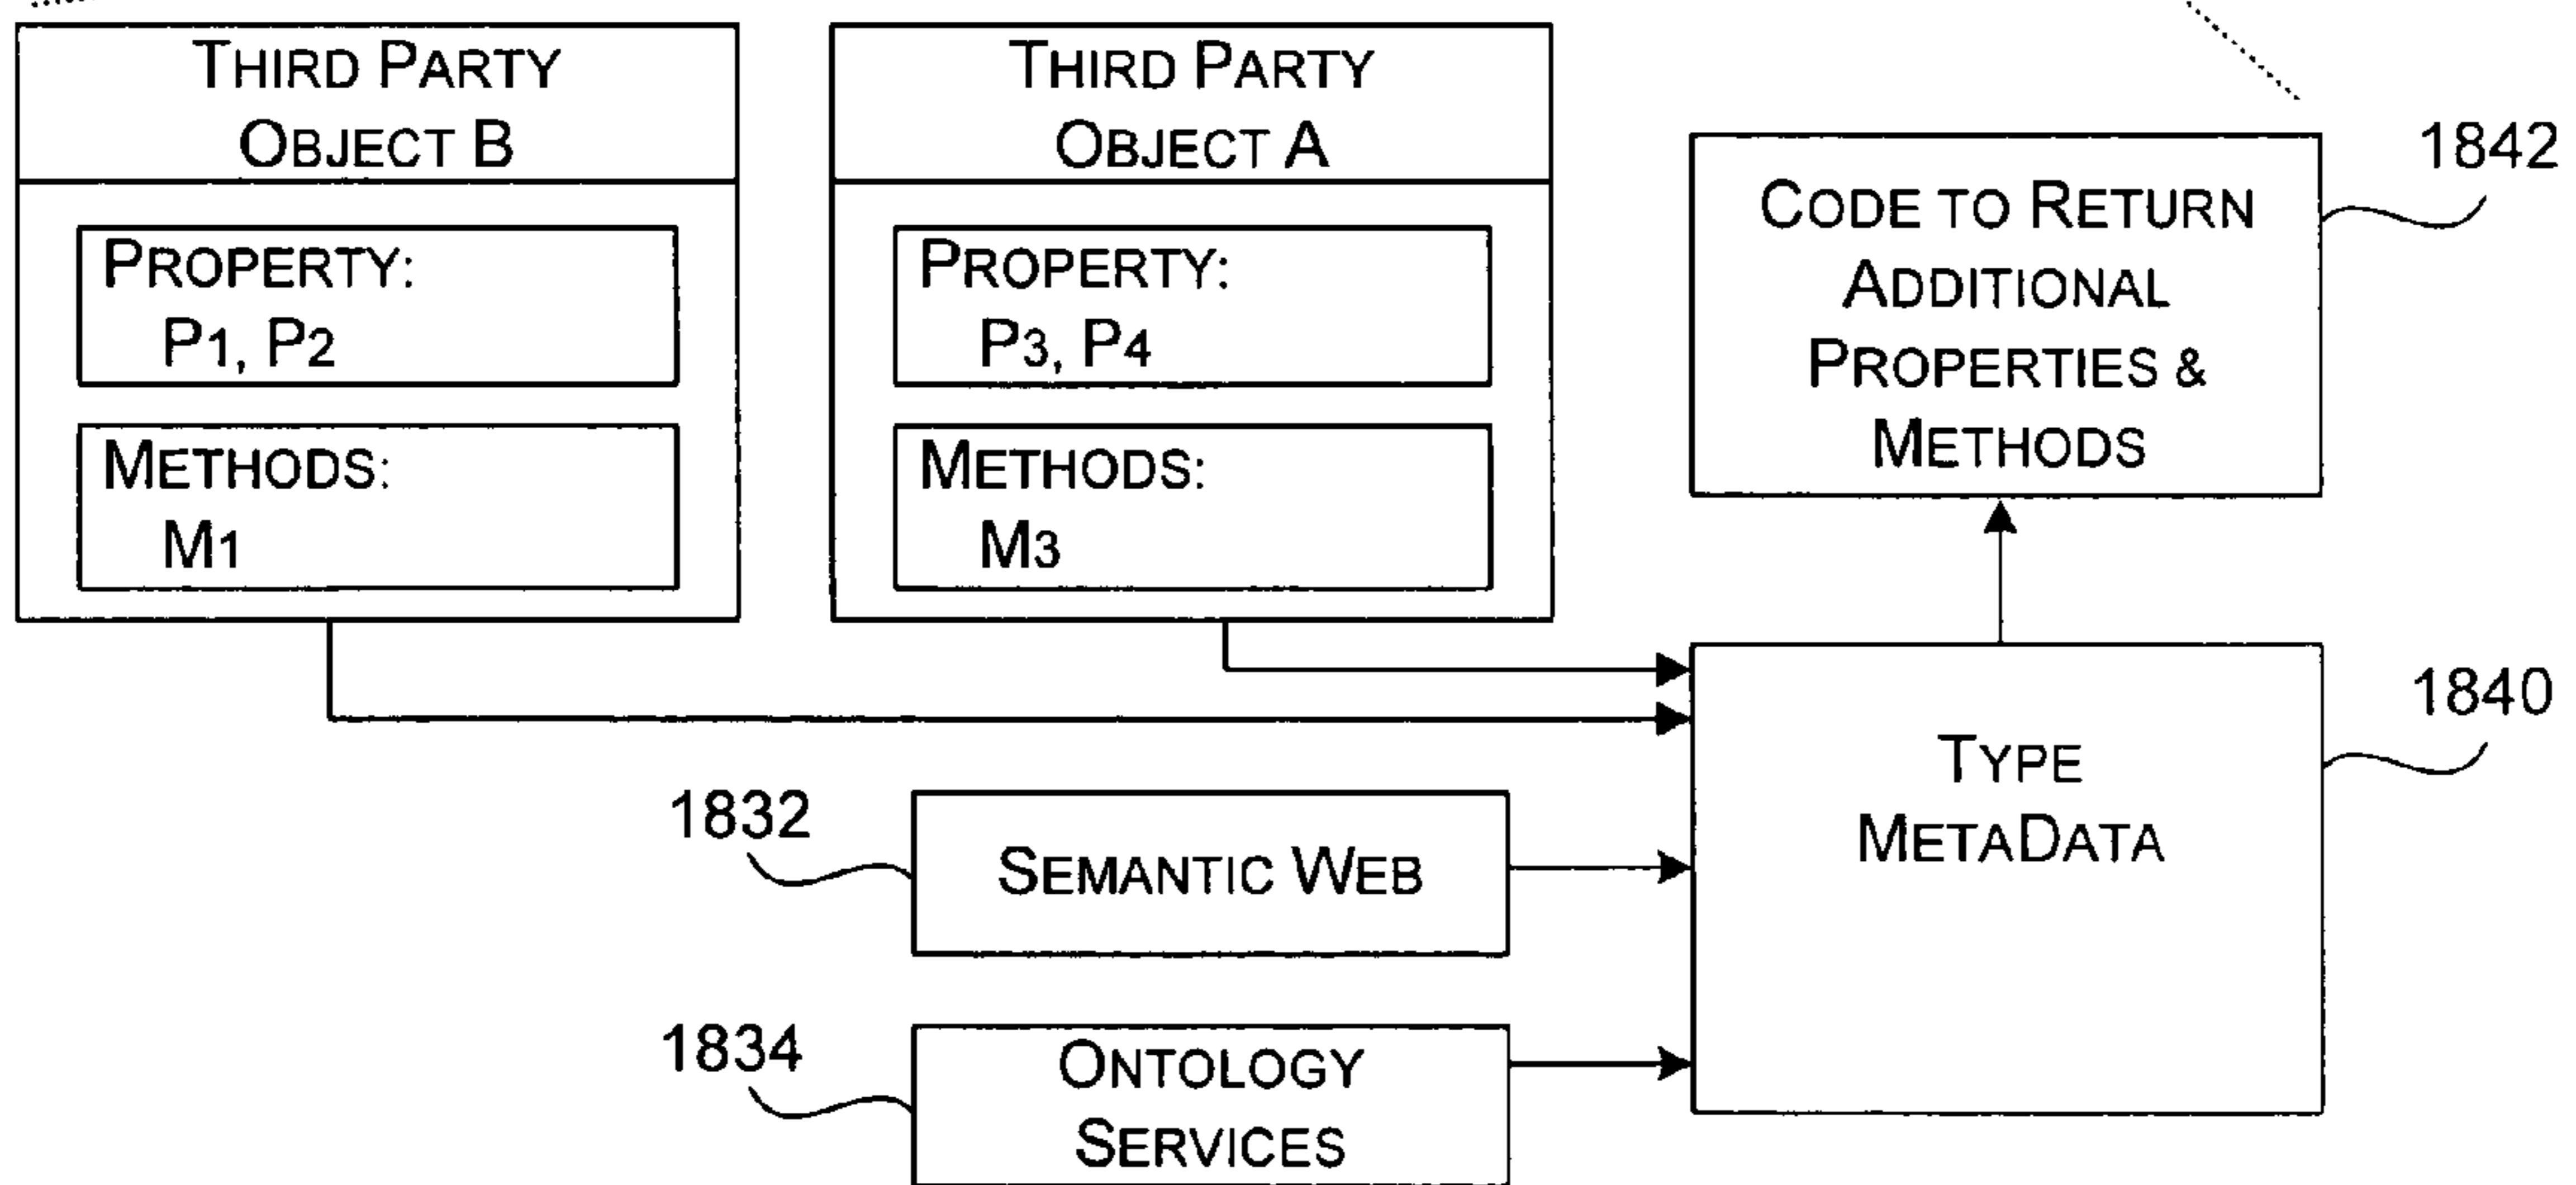 THIRD PARTY
OBJECT B
PROPERTY:
P1, P2
METHODS:
M1
THIRD PARTY
OBJECT A
PROPERTY:
P3, P4
METHODS:
M3
1842
CODE TO RETURN
ADDITIONAL
PROPERTIES &
METHODS
1840
TYPE
METADATA
1832
SEMANTIC WEB
1834
ONTOLOGY
SERVICES